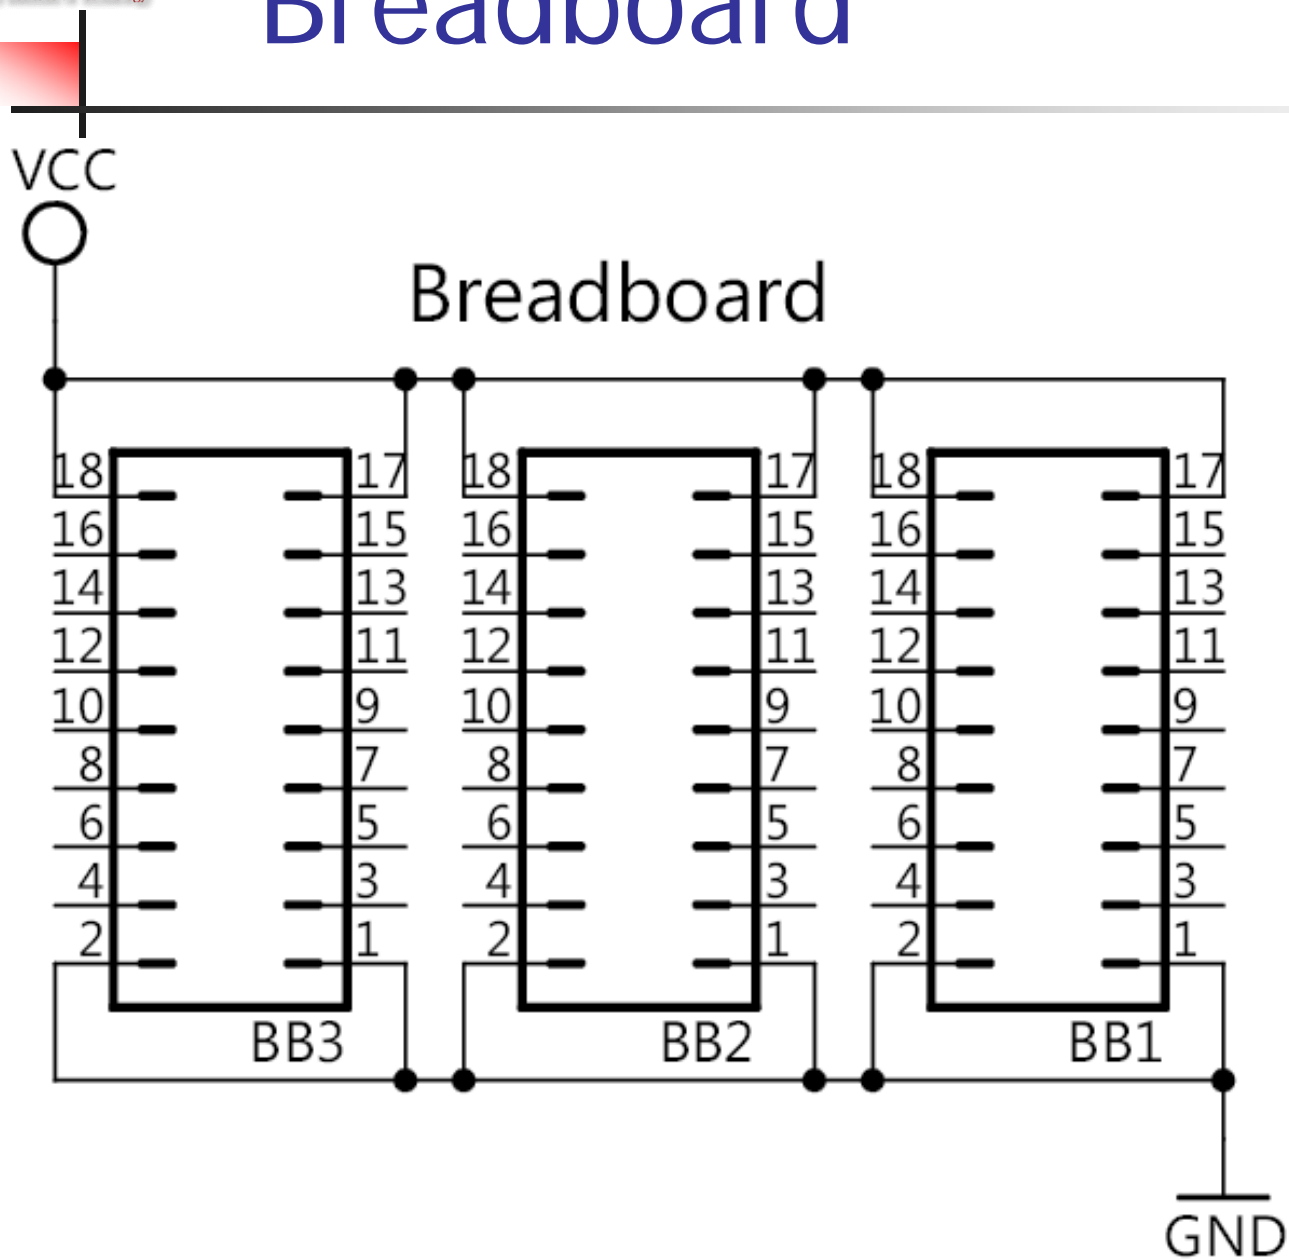 Breadboard
VCC
Breadboard
18 17 18 17 18 17
16 15 16 15 16 15
14 13 14 13 14 13
12 11 12 11 12 11
10 9 10 9 10 9
8 7 8 7 8 7
6 5 6 5 6 5
4 3 4 3 4 3
2 1 2 1 2 1
BB3 BB2 BB1
GND